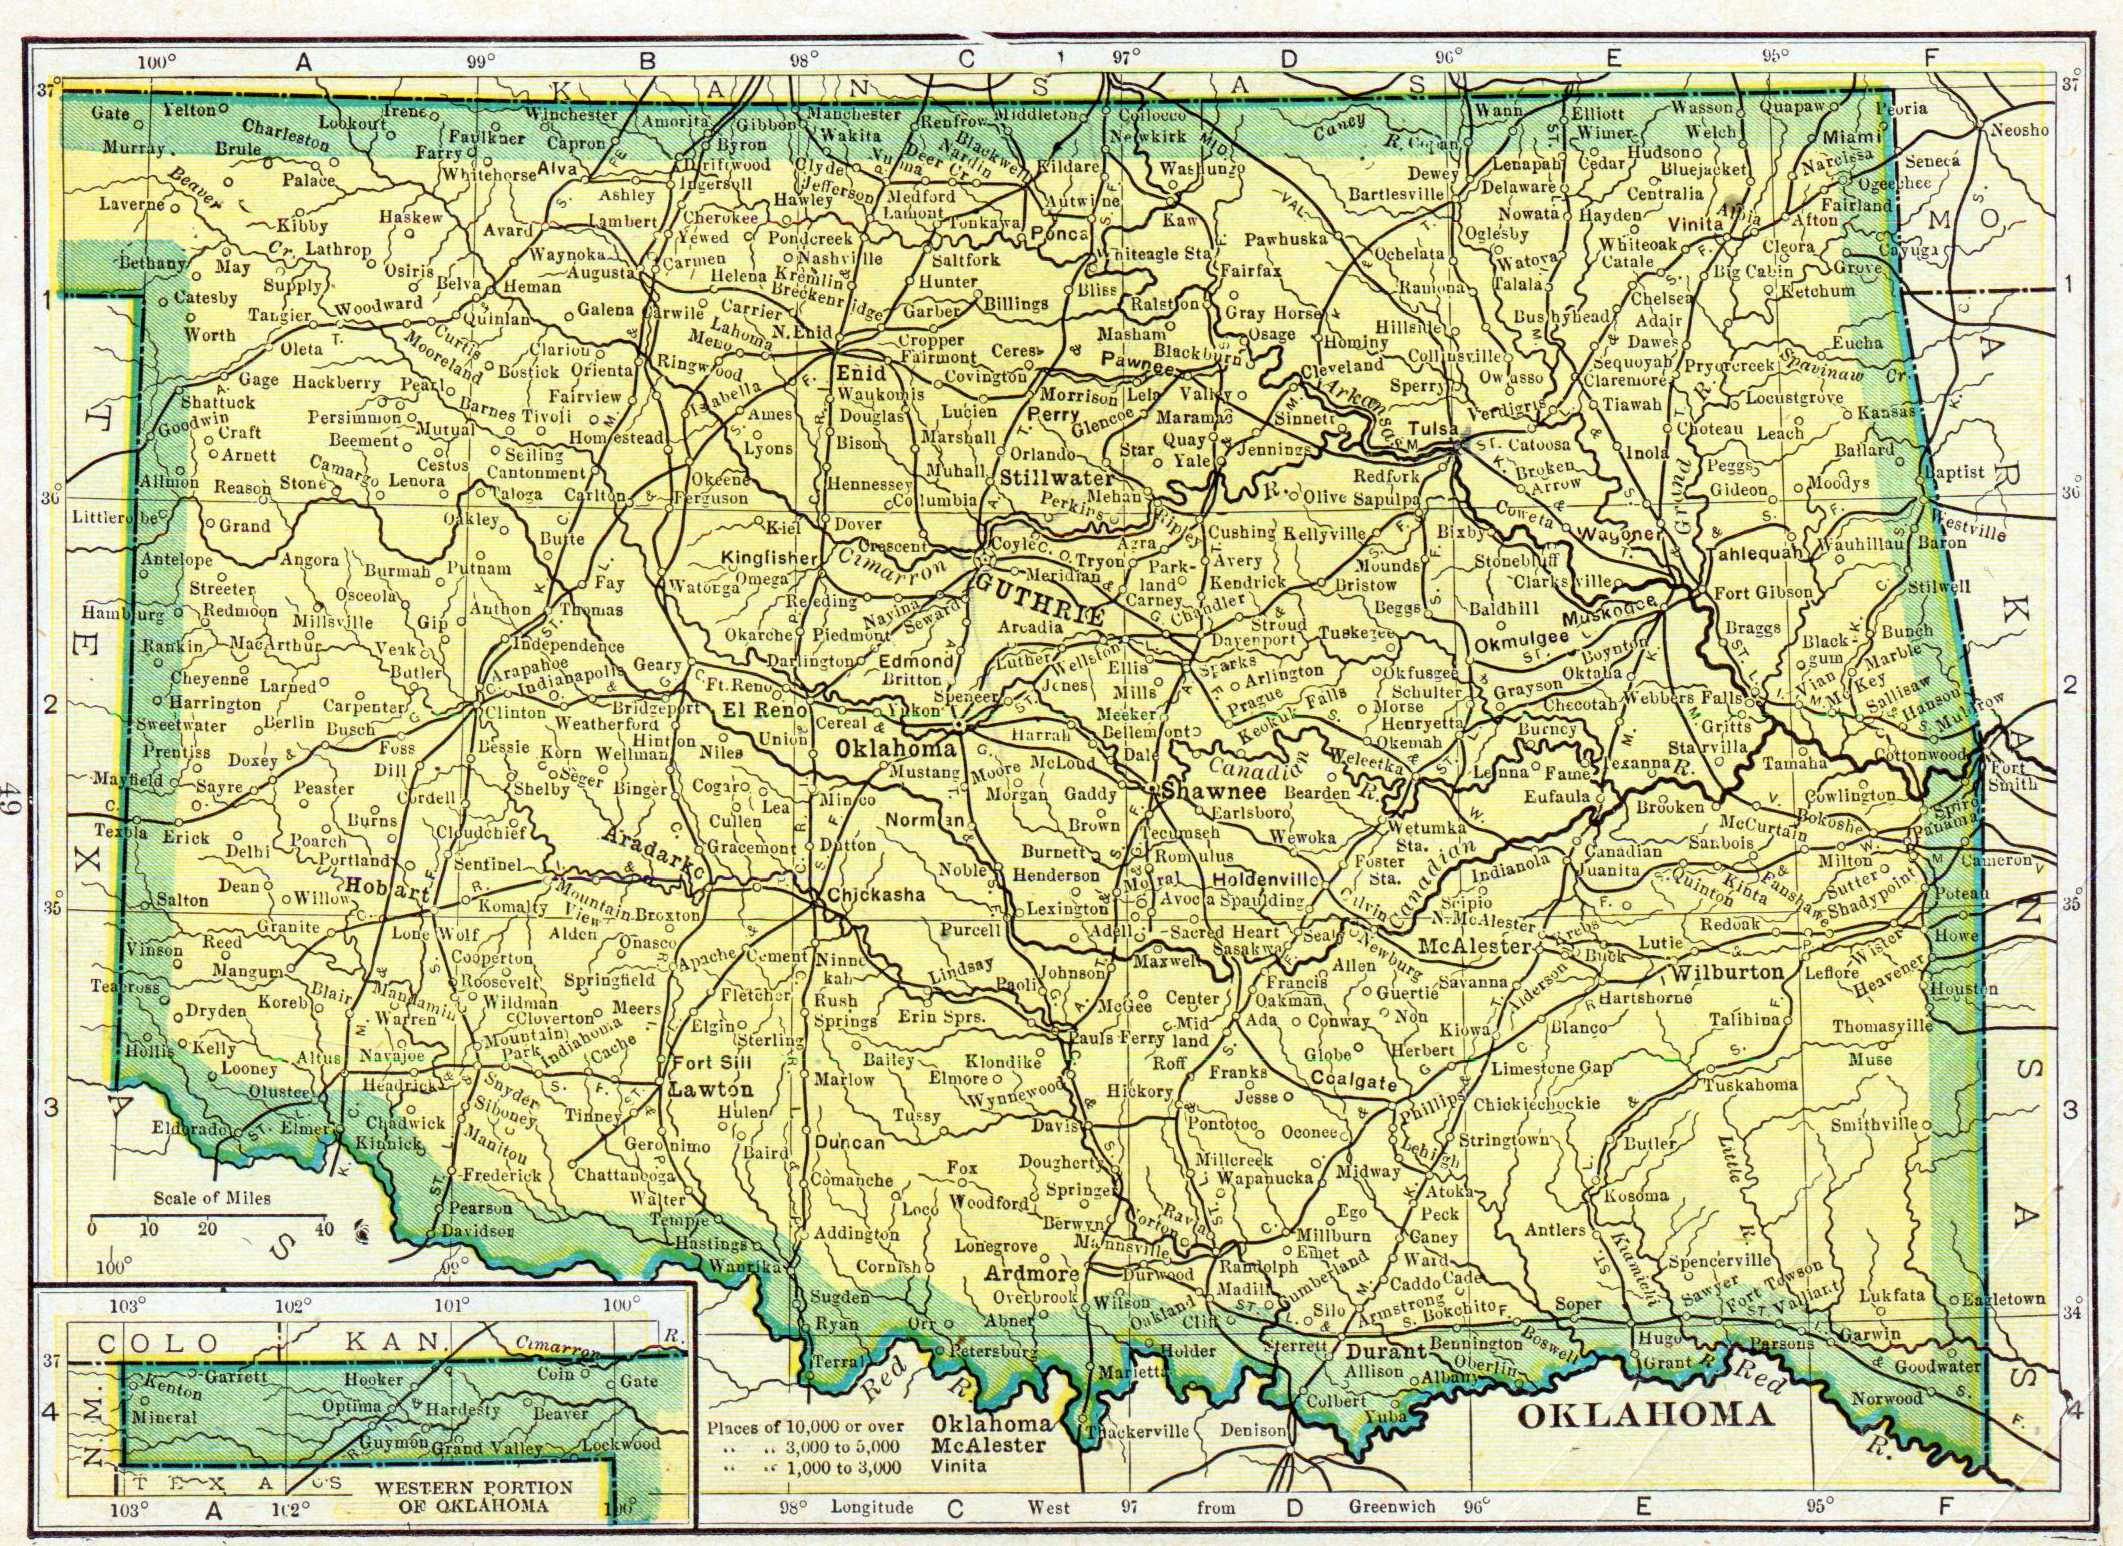 100° A 99° B 98° C 97° D 96° E 95° F
37° K A N S A S 37°
Gate Yelton Irene Winchester Amorita Gibbon Manchester Renfrow Middleton Wann Elliott Wasson Quapaw Peoria
Charleston Lookout Faulkner Capron Byron Wakita Blackwell Newkirk Caney R. Wimer Welch Miami Neosho
Murray Brule Farry Alva Driftwood Clyde Deer Cr. Nardin Kildare Lenapah Cedar Hudson Narcissa Seneca
Palace Whitehorse Ashley Ingersoll Jefferson Washungo Dewey Delaware Bluejacket Ogeechee
Beaver Hawley Medford Autwine Bartlesville Centralia Fairland
Laverne Kibby Haskew Avard Lambert Cherokee Lamont Tonkawa Kaw Nowata Hayden Vinita Afton M O.
Cr. Lathrop Yewed Pondcreek Ponca Pawhuska Oglesby Whiteoak Cleora Cayuga
Bethany May Osiris Waynoka Carmen Nashville Saltfork Whiteagle Sta. Ochelata Watova Catale
Supply Belva Heman Augusta Helena Kremlin Hunter Fairfax Big Cabin Grove
Catesby Woodward Galena Carwile Carrier Breckenridge Billings Bliss Ralston Ramona Talala Chelsea Ketchum
1 Tangier Quinlan Garber Gray Horse Bushyhead Adair 1
Worth Curtis Lahoma N. Enid Cropper Masham Osage Hillside Dawes
Oleta Mooreland Clarion Meno Fairmont Ceres Blackburn Hominy Collinsville Sequoyah Eucha
Gage Hackberry Pearl Bostick Orienta Ringwood Enid Covington Pawnee Cleveland Owasso Claremore Pryorcreek Spavinaw Cr.
Shattuck Fairview Isabella Waukomis Morrison Lela Valley Arkansas Sperry Locustgrove
Goodwin Persimmon Barnes Tivoli Ames Douglas Lucien Perry Glencoe Maramac Sinnett Verdigris Tiawah Kansas
Craft Beement Mutual Homestead Bison Marshall Quay Tulsa Catoosa Choteau Leach
Arnett Cestos Seiling Lyons Orlando Star Yale Jennings Inola Ballard
Camargo Cantonment Okeene Muhall Stillwater Redfork Broken Arrow Peggs Baptist
Allmon Reason Stone Lenora Taloga Carlton Ferguson Hennessey Columbia Perkins Mehan R. Olive Sapulpa Gideon Moodys
36° 36°
Grand Oakley Kiel Dover Ripley Coweta Grand Westville
Butte Crescent Coyle Agra Cushing Kellyville Bixby Wagoner Tahlequah Wauhillau Baron
Antelope Angora Burmah Putnam Kingfisher Cimarron Tryon Avery Mounds Stonebluff
Streeter Osceola Fay Watonga Omega GUTHRIE Meridian Parkland Kendrick Bristow Clarksville Stilwell
Hamburg Redmoon Millsville Gip Anthon Thomas Reeding Navina Seward Carney Chandler Beggs Baldhill Muskogee Fort Gibson
Rankin MacArthur Veak Independence Okarche Piedmont Arcadia Davenport Stroud Tuskegee Okmulgee Braggs Blackgum Bunch
Cheyenne Larned Butler Arapahoe Indianapolis Geary Darlington Edmond Luther Wellston Ellis Sparks Okfusgee Boynton Vian Marble
Harrington Carpenter Clinton Bridgeport Ft. Reno Britton Jones Mills Arlington Schulter Grayson Oktaha Webbers Falls McKey Sallisaw
2 Sweetwater Berlin Busch Weatherford El Reno Cereal Yukon Spencer Meeker Prague Keokuk Falls Morse Henryetta Checotah Gritts Hanson Muldrow 2
Prentiss Doxey Foss Bessie Korn Wellman Hinton Niles Union Oklahoma Harrah Dale Canadian Okemah Burney Starvilla Cottonwood
Mayfield Sayre Dill Seger Mustang Moore McLoud Weleetka Lenna Fame Texanna Tamaha Fort Smith
Peaster Cordell Shelby Binger Cogar Lea Minco Morgan Gaddy Shawnee Bearden R. Eufaula Brooken Cowlington
Texola Erick Burns Cloudchief Cullen Norman Brown Earlsboro Tecumseh Wewoka Wetumka Sta. McCurtain Bokoshe Spiro Panama
Delhi Poarch Portland Sentinel Anadarko Gracemont Dutton Burnett Romulus Foster Sta. Canadian Indianola Sanbois Milton Cameron
Dean Willow Hobart Mountain View Chickasha Noble Henderson Moral Holdenville Juanita Quinton Kinta Fanshawe Sutter Poteau
35° Salton Granite Komalty Broxton Lexington Avoca Spaulding Calvin Scipio N. McAlester Shadypoint 35°
Vinson Reed Lone Wolf Alden Onasco Purcell Adell Sacred Heart Newburg McAlester Krebs Lutie Redoak Howe
Mangum Cooperton Apache Cement Ninnekah Lindsay Maxwell Sasakwa Allen Buck Wilburton Wister
Teacross Blair Roosevelt Springfield Paoli Johnson Francis Savanna Alderson Leflore Heavener
Dryden Koreb Wildman Meers Fletcher Rush Springs Erin Sprs. McGee Center Oakman Guertie Hartshorne Houston
Warren Cloverton Elgin Midland Ada Conway Non Kiowa Blanco Talihina Thomasville
Hollis Kelly Mountain Park Indiahoma Cache Sterling Pauls Ferry
Looney Altus Navajoe Fort Sill Bailey Klondike Roff Globe Herbert Muse
Olustee Headrick Snyder Lawton Marlow Elmore Wynnewood Franks Coalgate Limestone Gap Tuskahoma
3 Eldorado Elmer Chadwick Siboney Tinney Hulen Tussy Hickory Jesse Phillips Chickiechockie 3
Kinnick Manitou Geronimo Duncan Davis Pontotoc Oconee Lehigh Stringtown Butler Smithville
Frederick Chattanooga Baird Comanche Fox Dougherty Millcreek Wapanucka Midway Atoka Little
Pearson Walter Loco Woodford Springer Kosoma
Davidson Temple Hastings Addington Berwyn Ravia Ego Peck Antlers R.
Waurika Lonegrove Mannsville Millburn Caney Kiamichi
Cornish Ardmore Durwood Randolph Emet Ward Spencerville
Sugden Overbrook Wilson Oakland Madill Cumberland Caddo Cade Sawyer Fort Towson Lukfata Eagletown
Ryan Orr Abner Cliff Silo Armstrong Bokchito Soper Valliant 34°
Terral Petersburg Holder Sterrett Durant Bennington Boswell Hugo Parsons Garwin
Red R. Marietta Allison Albany Oberlin Grant Red Goodwater
Thackerville Colbert Yuba Norwood
Denison OKLAHOMA R.
T E X A S
A R K A N S A S
Scale of Miles
0 10 20 40
100° 99°
103° 102° 101° 100°
COLO KAN. Cimarron R.
37 Kenton Garrett Hooker Coin Gate
Mineral Optima Hardesty Beaver
4 N. M. Guymon Grand Valley Lockwood 4
T E X A S WESTERN PORTION
OF OKLAHOMA
103° A 102° 100°
Places of 10,000 or over Oklahoma
„ „ 3,000 to 5,000 McAlester
„ „ 1,000 to 3,000 Vinita
98° Longitude C West 97 from D Greenwich 96° E 95° F
49